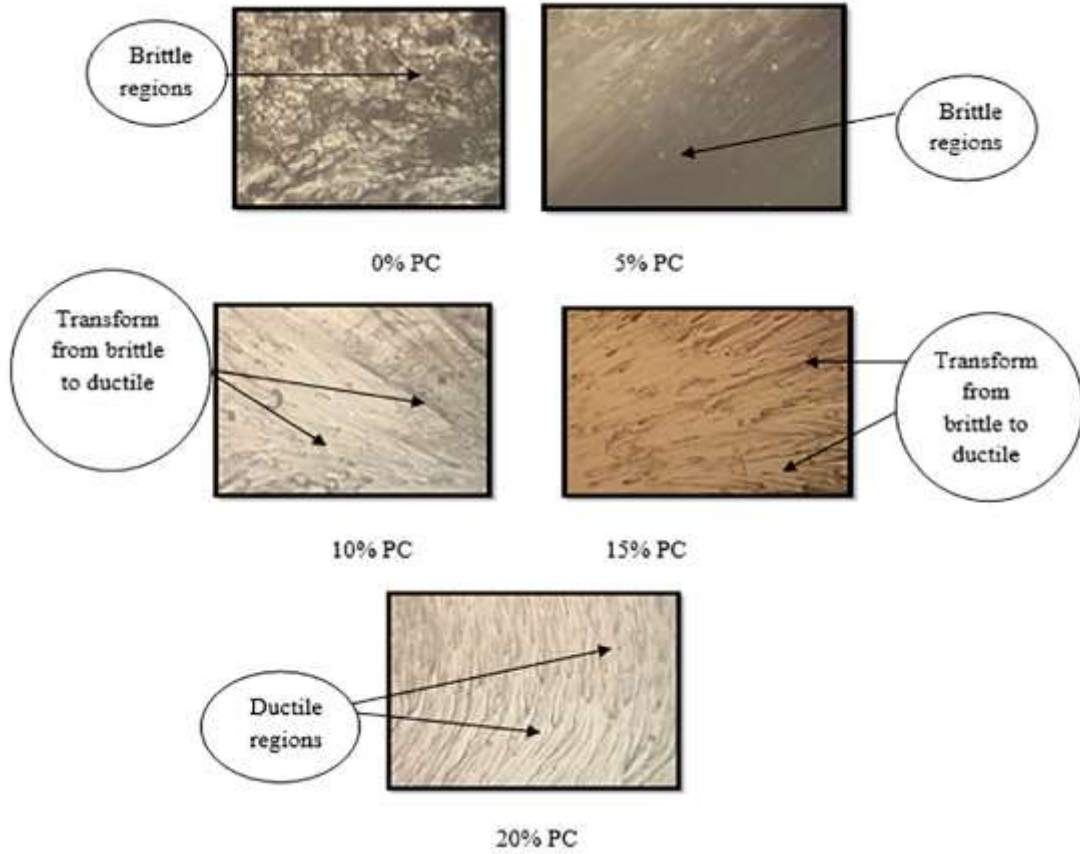 Brittle
regions
Brittle
regions
0% PC
5% PC
Transform
from brittle
to ductile
Transform
from
brittle to
ductile
10% PC
15% PC
Ductile
regions
20% PC